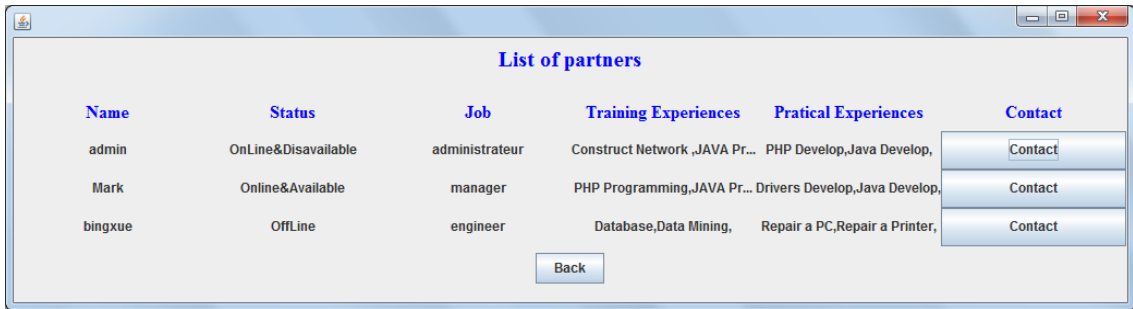 List of partners
Name Status Job Training Experiences Pratical Experiences Contact
admin OnLine&Disavailable administrateur Construct Network ,JAVA Pr... PHP Develop,Java Develop, Contact
Mark Online&Available manager PHP Programming,JAVA Pr... Drivers Develop,Java Develop, Contact
bingxue OffLine engineer Database,Data Mining, Repair a PC,Repair a Printer, Contact
Back